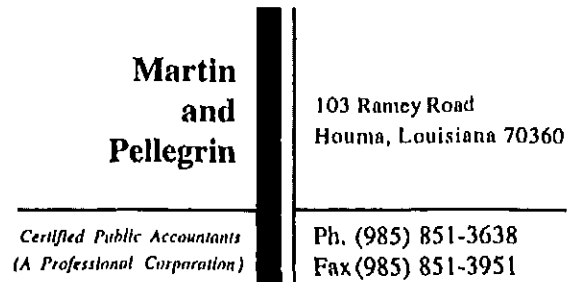 Martin
and
Pellegrin
103 Ramey Road
Houma, Louisiana 70360
Certified Public Accountants
(A Professional Corporation)
Ph. (985) 851-3638
Fax (985) 851-3951